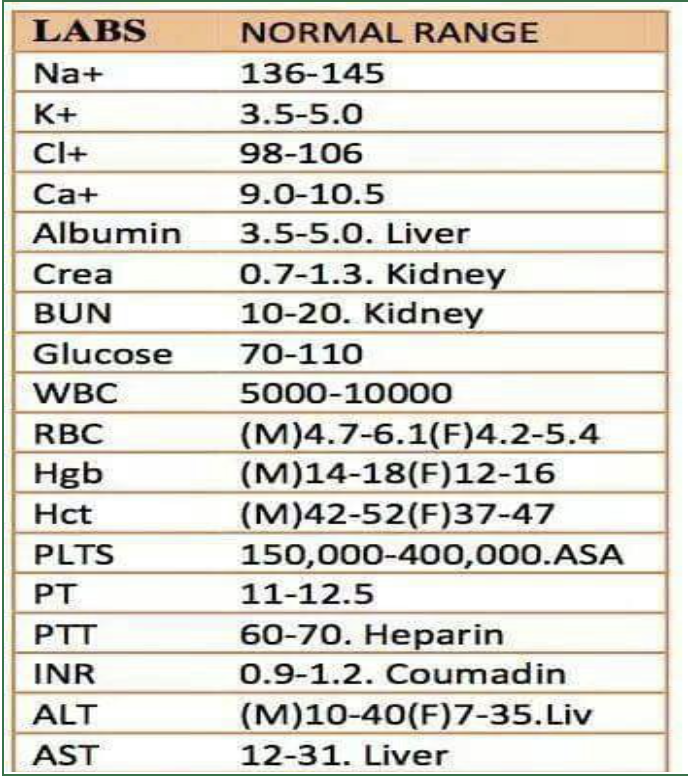 LABS NORMAL RANGE
Na+ 136-145
K+ 3.5-5.0
Cl+ 98-106
Ca+ 9.0-10.5
Albumin 3.5-5.0. Liver
Crea 0.7-1.3. Kidney
BUN 10-20. Kidney
Glucose 70-110
WBC 5000-10000
RBC (M)4.7-6.1(F)4.2-5.4
Hgb (M)14-18(F)12-16
Hct (M)42-52(F)37-47
PLTS 150,000-400,000.ASA
PT 11-12.5
PTT 60-70. Heparin
INR 0.9-1.2. Coumadin
ALT (M)10-40(F)7-35.Liv
AST 12-31. Liver